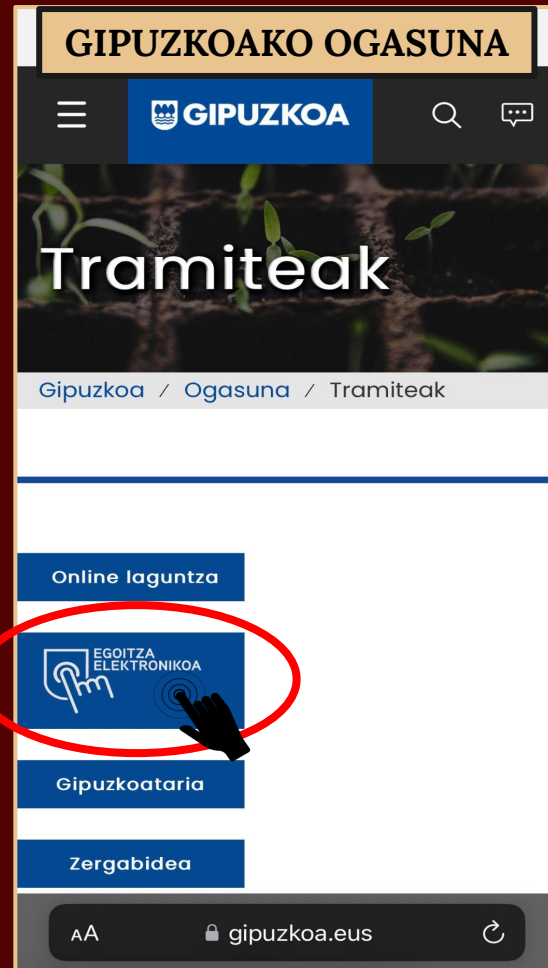 GIPUZKOAKO OGASUNA
GIPUZKOA
Tramiteak
Gipuzkoa / Ogasuna / Tramiteak
Online laguntza
EGOITZA
ELEKTRONIKOA
Gipuzkoataria
Zergabidea
AA gipuzkoa.eus